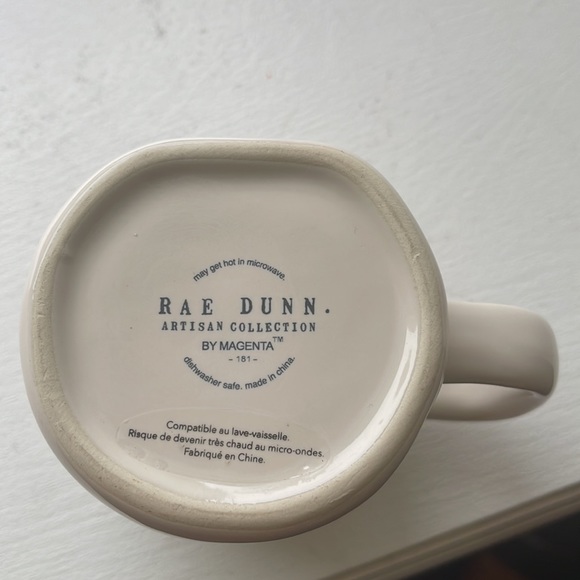 may get hot in microwave.
RAE DUNN.
ARTISAN COLLECTION
BY MAGENTA™
- 181 -
dishwasher safe. made in china.
Compatible au lave-vaisselle.
Risque de devenir très chaud au micro-ondes.
Fabriqué en Chine.